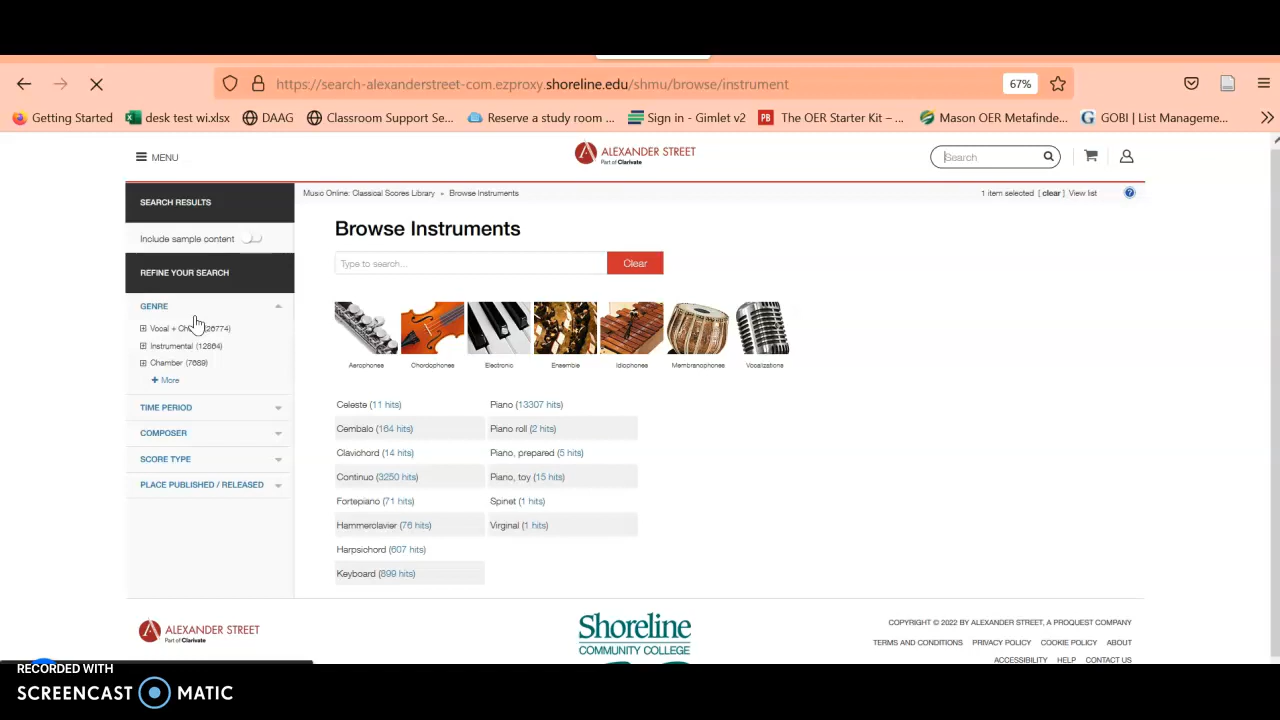 https://search-alexanderstreet-com.ezproxy.shoreline.edu/shmu/browse/instrument
67%
Getting Started
desk test wi.xlsx
DAAG
Classroom Support Se...
Reserve a study room ...
Sign in - Gimlet v2
PB The OER Starter Kit – ...
Mason OER Metafinde...
G GOBI | List Manageme...
MENU
ALEXANDER STREET
Part of Clarivate
Search
SEARCH RESULTS
Music Online: Classical Scores Library » Browse Instruments
1 item selected [ clear ] View list
?
Include sample content
REFINE YOUR SEARCH
GENRE
Vocal + Ch
Instrumental (12864)
Chamber (7689)
+ More
TIME PERIOD
COMPOSER
SCORE TYPE
PLACE PUBLISHED / RELEASED
Browse Instruments
Type to search...
Clear
Aerophones
Chordophones
Electronic
Ensemble
Idiophones
Membranophones
Vocalizations
Celeste (11 hits)
Cembalo (164 hits)
Clavichord (14 hits)
Continuo (3250 hits)
Fortepiano (71 hits)
Hammerclavier (76 hits)
Harpsichord (607 hits)
Keyboard (899 hits)
Piano (13307 hits)
Piano roll (2 hits)
Piano, prepared (5 hits)
Piano, toy (15 hits)
Spinet (1 hits)
Virginal (1 hits)
ALEXANDER STREET
Part of Clarivate
Shoreline
COMMUNITY COLLEGE
COPYRIGHT © 2022 BY ALEXANDER STREET, A PROQUEST COMPANY
TERMS AND CONDITIONS PRIVACY POLICY COOKIE POLICY ABOUT
ACCESSIBILITY HELP CONTACT US
RECORDED WITH
SCREENCAST MATIC